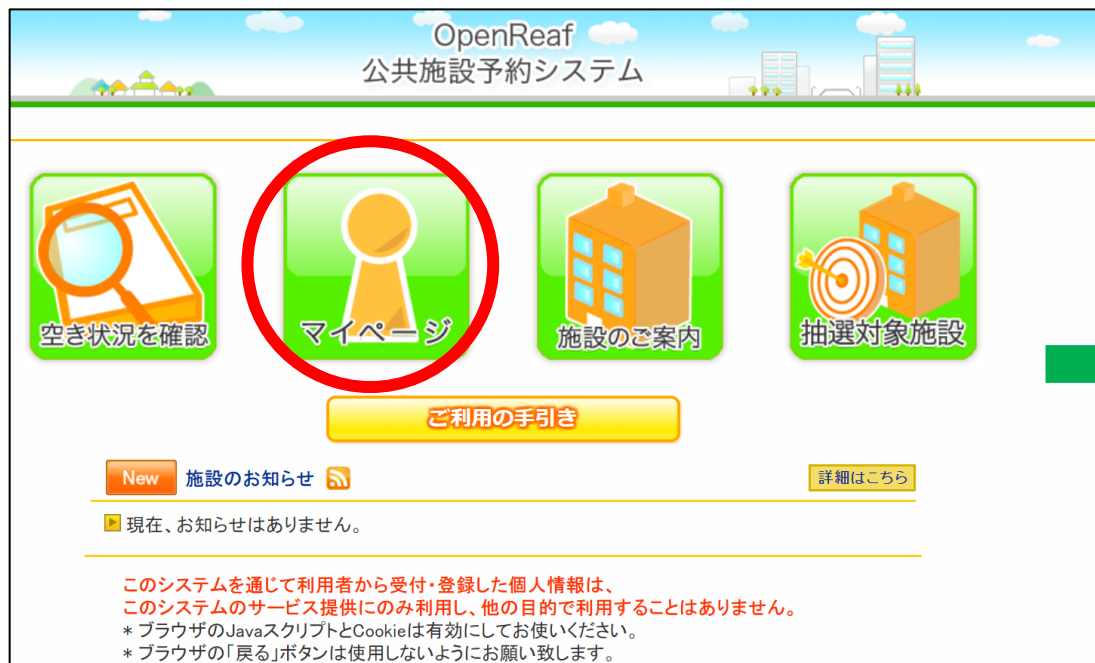 OpenReaf
公共施設予約システム
空き状況を確認
マイページ
施設のご案内
抽選対象施設
ご利用の手引き
New 施設のお知らせ 詳細はこちら
現在、お知らせはありません。
このシステムを通じて利用者から受付・登録した個人情報は、
このシステムのサービス提供にのみ利用し、他の目的で利用することはありません。
* ブラウザのJavaスクリプトとCookieは有効にしてお使いください。
* ブラウザの「戻る」ボタンは使用しないようにお願い致します。